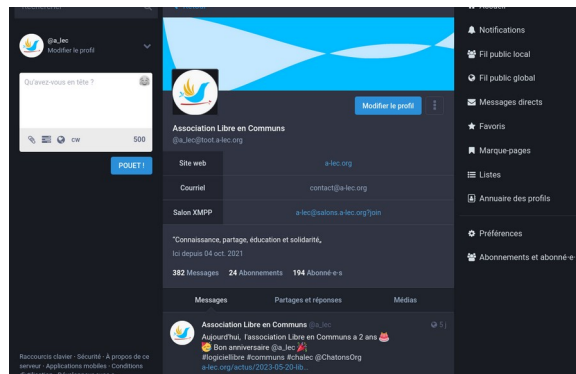 Rechercher
@a_lec
Modifier le profil
Qu'avez-vous en tête ?
cw
500
POUET !
Raccourcis clavier · Sécurité · À propos de ce
serveur · Applications mobiles · Conditions
Modifier le profil
Association Libre en Communs
@a_lec@toot.a-lec.org
Site web
a-lec.org
Courriel
contact@a-lec.org
Salon XMPP
a-lec@salons.a-lec.org?join
"Connaissance, partage, éducation et solidarité„
Ici depuis 04 oct. 2021
382 Messages 24 Abonnements 194 Abonné·e·s
Messages
Partages et réponses
Médias
Association Libre en Communs @a_lec
5 j
Aujourd'hui, l'association Libre en Communs a 2 ans
Bon anniversaire @a_lec
#logiciellibre #communs #chalec @ChatonsOrg
a-lec.org/actus/2023-05-20-lib...
Accueil
Notifications
Fil public local
Fil public global
Messages directs
Favoris
Marque-pages
Listes
Annuaire des profils
Préférences
Abonnements et abonné·e·